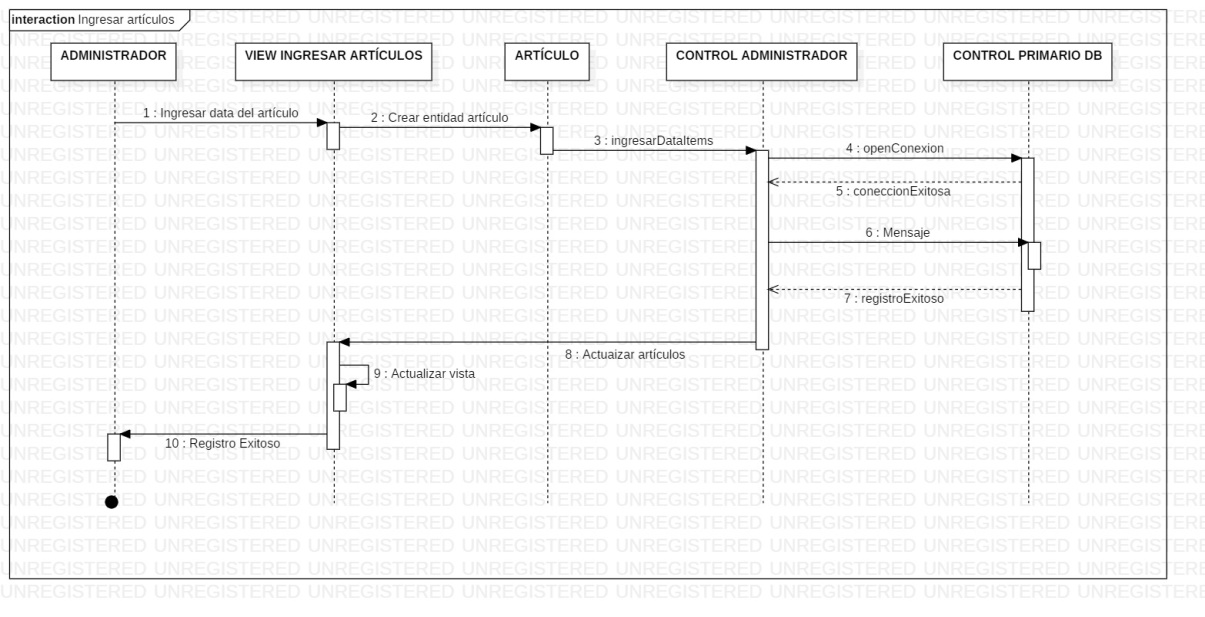 interaction Ingresar artículos
ADMINISTRADOR
VIEW INGRESAR ARTÍCULOS
ARTÍCULO
CONTROL ADMINISTRADOR
CONTROL PRIMARIO DB
1 : Ingresar data del artículo
2 : Crear entidad artículo
3 : ingresarDataItems
4 : openConexion
5 : coneccionExitosa
6 : Mensaje
7 : registroExitoso
8 : Actuaizar artículos
9 : Actualizar vista
10 : Registro Exitoso
UNREGISTERED